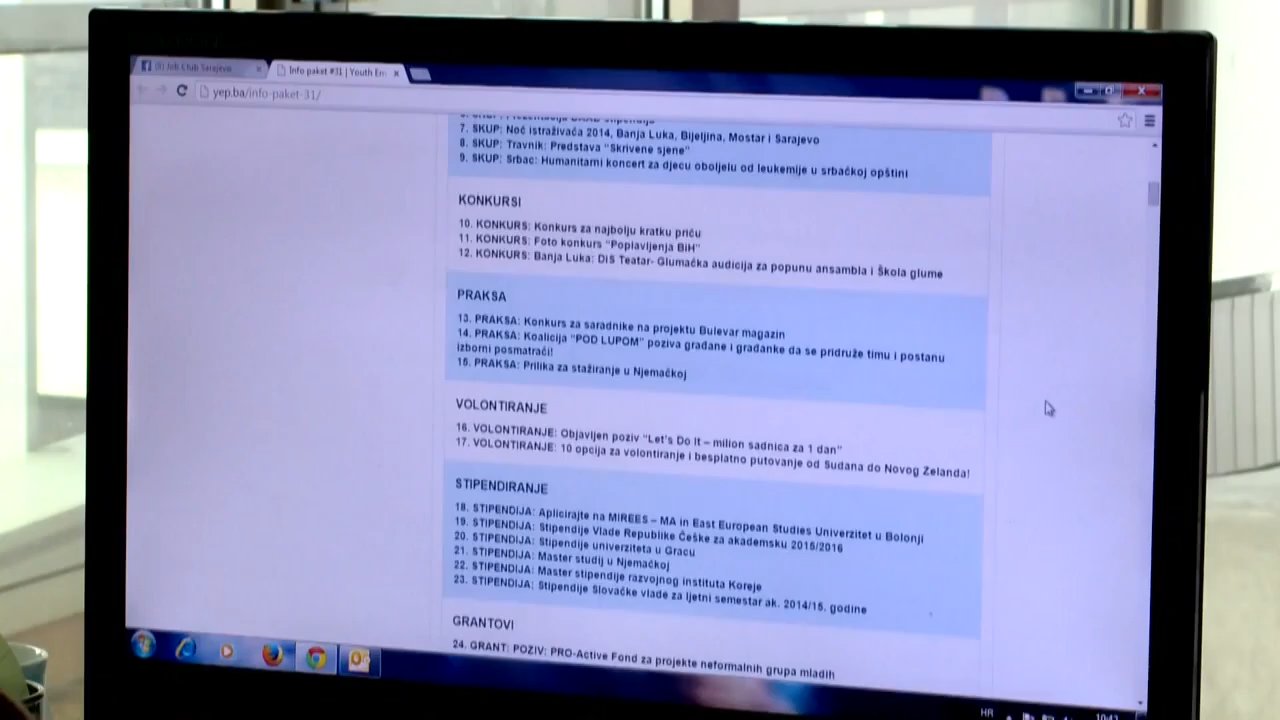 Job Club Sarajevo
Info paket #31 | Youth Em
yep.ba/info-paket-31/
7. SKUP: Noć istraživača 2014, Banja Luka, Bijeljina, Mostar i Sarajevo
8. SKUP: Travnik: Predstava "Skrivene sjene"
9. SKUP: Srbac: Humanitarni koncert za djecu oboljelu od leukemije u srbačkoj opštini
KONKURSI
10. KONKURS: Konkurs za najbolju kratku priču
11. KONKURS: Foto konkurs "Poplavljenja BiH"
12. KONKURS: Banja Luka: DiS Teatar- Glumačka audicija za popunu ansambla i Škola glume
PRAKSA
13. PRAKSA: Konkurs za saradnike na projektu Bulevar magazin
14. PRAKSA: Koalicija "POD LUPOM" poziva građane i građanke da se pridruže timu i postanu
izborni posmatrači!
15. PRAKSA: Prilika za stažiranje u Njemačkoj
VOLONTIRANJE
16. VOLONTIRANJE: Objavljen poziv "Let's Do It – milion sadnica za 1 dan"
17. VOLONTIRANJE: 10 opcija za volontiranje i besplatno putovanje od Sudana do Novog Zelanda!
STIPENDIRANJE
18. STIPENDIJA: Aplicirajte na MIREES – MA in East European Studies Univerzitet u Bolonji
19. STIPENDIJA: Stipendije Vlade Republike Češke za akademsku 2015/2016
20. STIPENDIJA: Stipendije univerziteta u Gracu
21. STIPENDIJA: Master studij u Njemačkoj
22. STIPENDIJA: Master stipendije razvojnog instituta Koreje
23. STIPENDIJA: Stipendije Slovačke vlade za ljetni semestar ak. 2014/15. godine
GRANTOVI
24. GRANT: POZIV: PRO-Active Fond za projekte neformalnih grupa mladih
HR